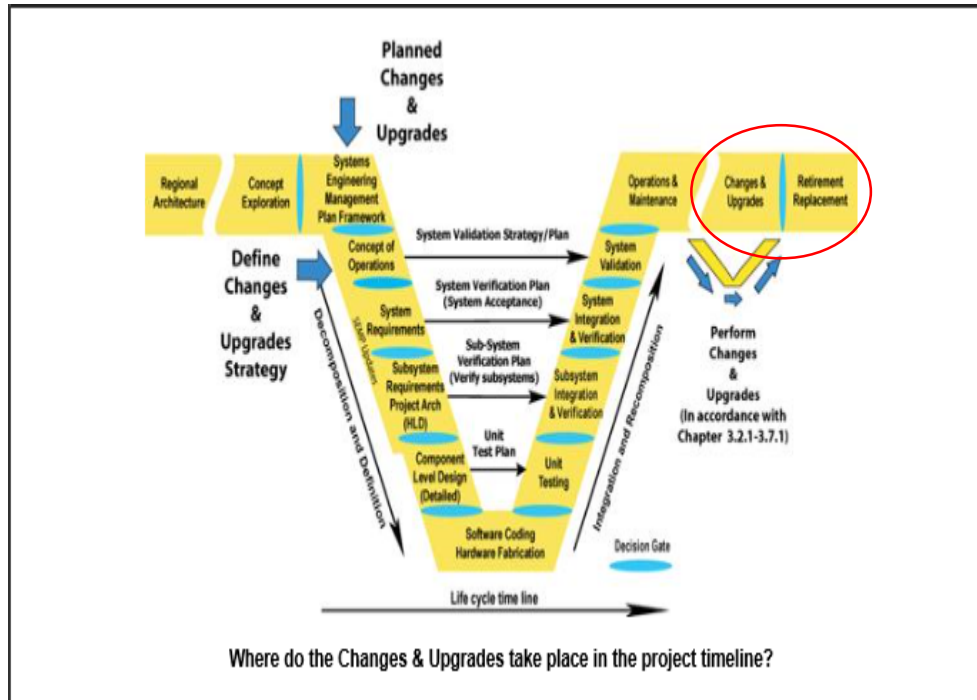 Planned
Changes
&
Upgrades
Regional
Architecture
Concept
Exploration
Systems
Engineering
Management
Plan Framework
Operations &
Maintenance
Changes &
Upgrades
Retirement
Replacement
Define
Changes
&
Upgrades
Strategy
Concept of
Operations
System Validation Strategy/Plan
System
Validation
System
Requirements
SEMP Updates
System Verification Plan
(System Acceptance)
System
Integration
& Verification
Subsystem
Requirements
Project Arch
(HLD)
Sub-System
Verification Plan
(Verify subsystems)
Subsystem
Integration
& Verification
Component
Level Design
(Detailed)
Unit
Test Plan
Unit
Testing
Decomposition and Definition
Integration and Recomposition
Perform
Changes
&
Upgrades
(In accordance with
Chapter 3.2.1-3.7.1)
Software Coding
Hardware Fabrication
Decision Gate
Life cycle time line
Where do the Changes & Upgrades take place in the project timeline?